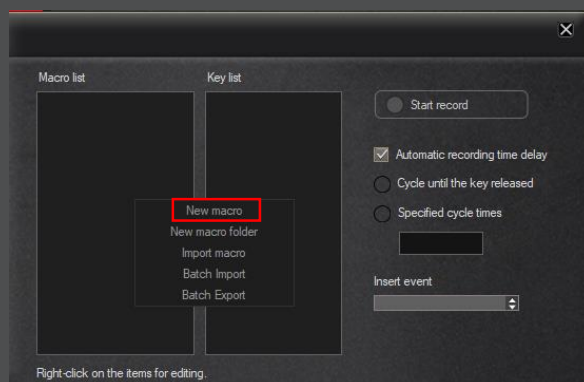 Macro list
Key list
Start record
Automatic recording time delay
Cycle until the key released
Specified cycle times
New macro
New macro folder
Import macro
Batch Import
Batch Export
Insert event
Right-click on the items for editing.